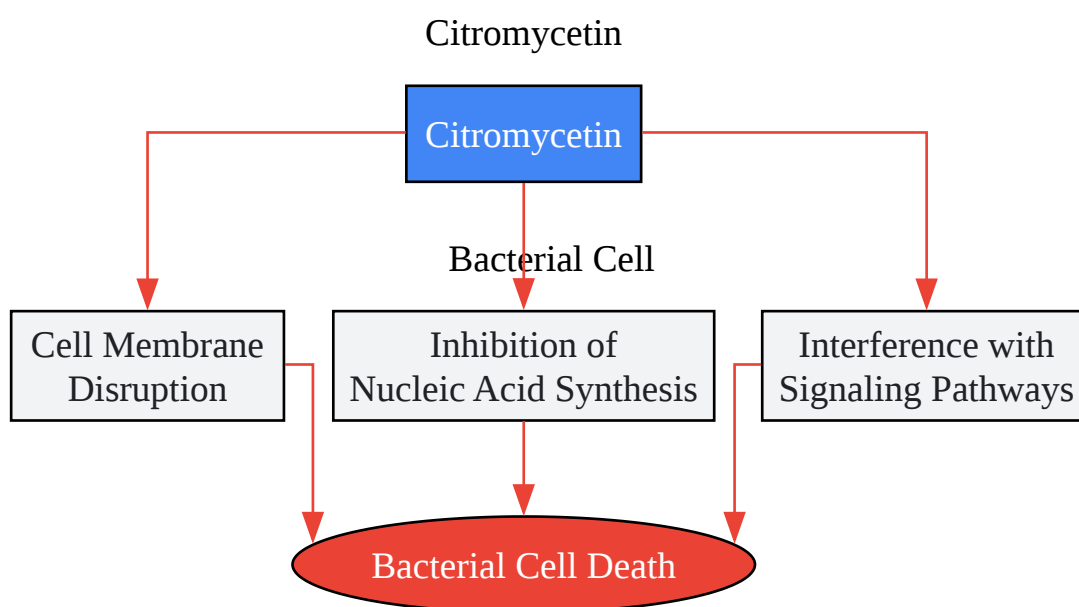 Citromycetin
Citromycetin
Bacterial Cell
Cell Membrane
Disruption
Inhibition of
Nucleic Acid Synthesis
Interference with
Signaling Pathways
Bacterial Cell Death